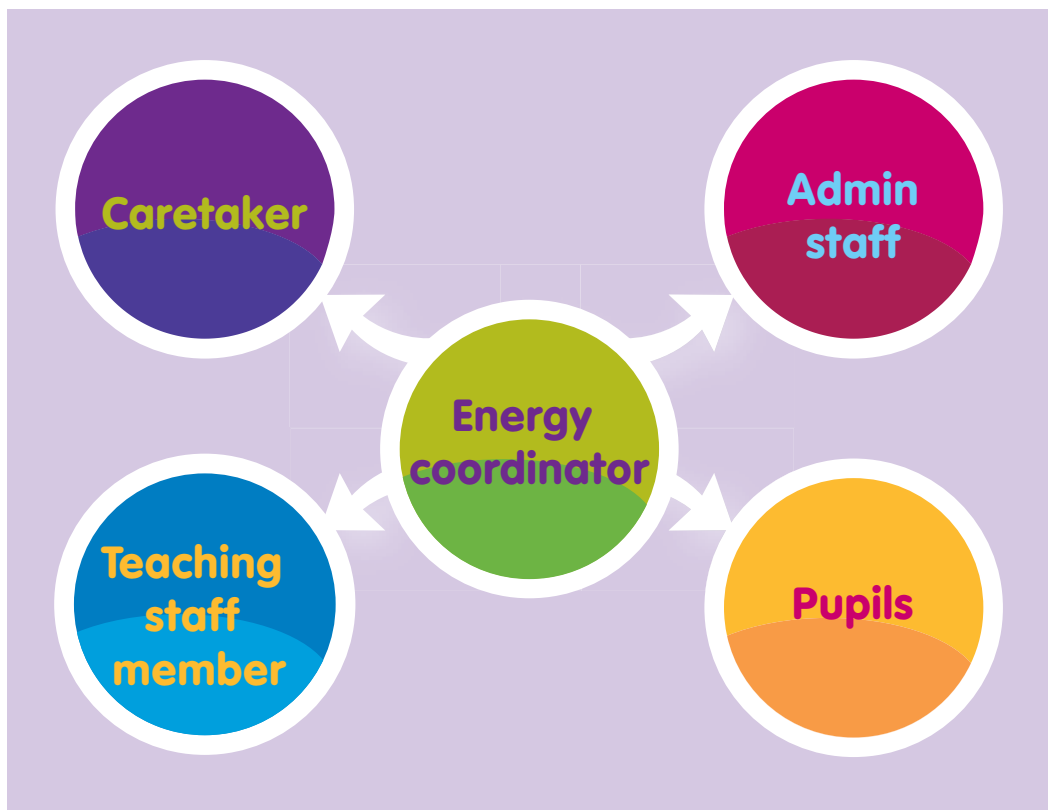 Caretaker
Admin
staff
Energy
coordinator
Teaching
staff
member
Pupils